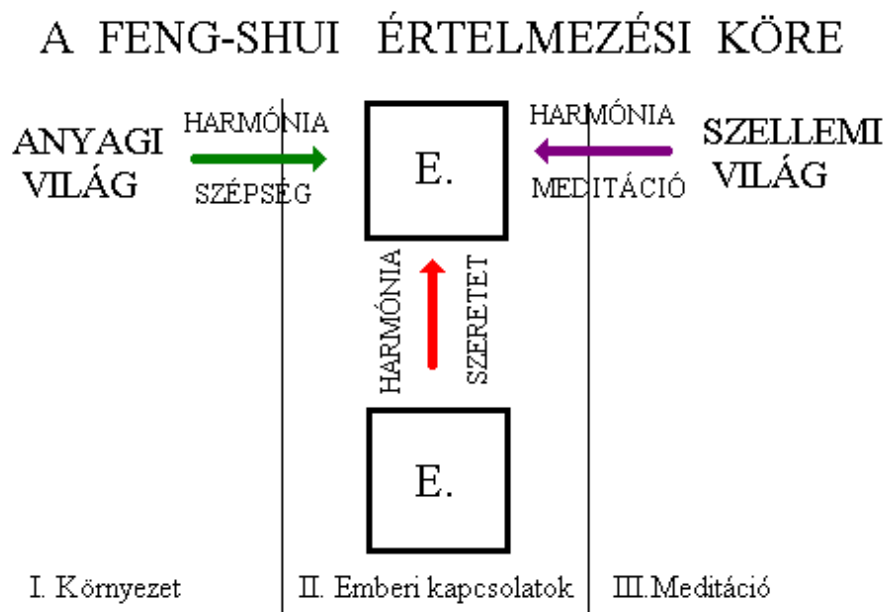 A FENG-SHUI ÉRTELMEZÉSI KÖRE
ANYAGI
VILÁG
HARMÓNIA
SZÉPSÉG
E.
HARMÓNIA
MEDITÁCIÓ
SZELLEMI
VILÁG
HARMÓNIA
SZERETET
E.
I. Környezet
II. Emberi kapcsolatok
III.Meditáció